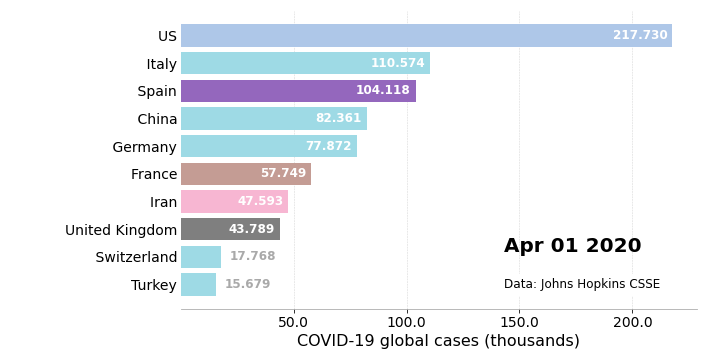 US 217.730
Italy 110.574
Spain 104.118
China 82.361
Germany 77.872
France 57.749
Iran 47.593
United Kingdom 43.789
Switzerland 17.768
Turkey 15.679
Apr 01 2020
Data: Johns Hopkins CSSE
50.0 100.0 150.0 200.0
COVID-19 global cases (thousands)